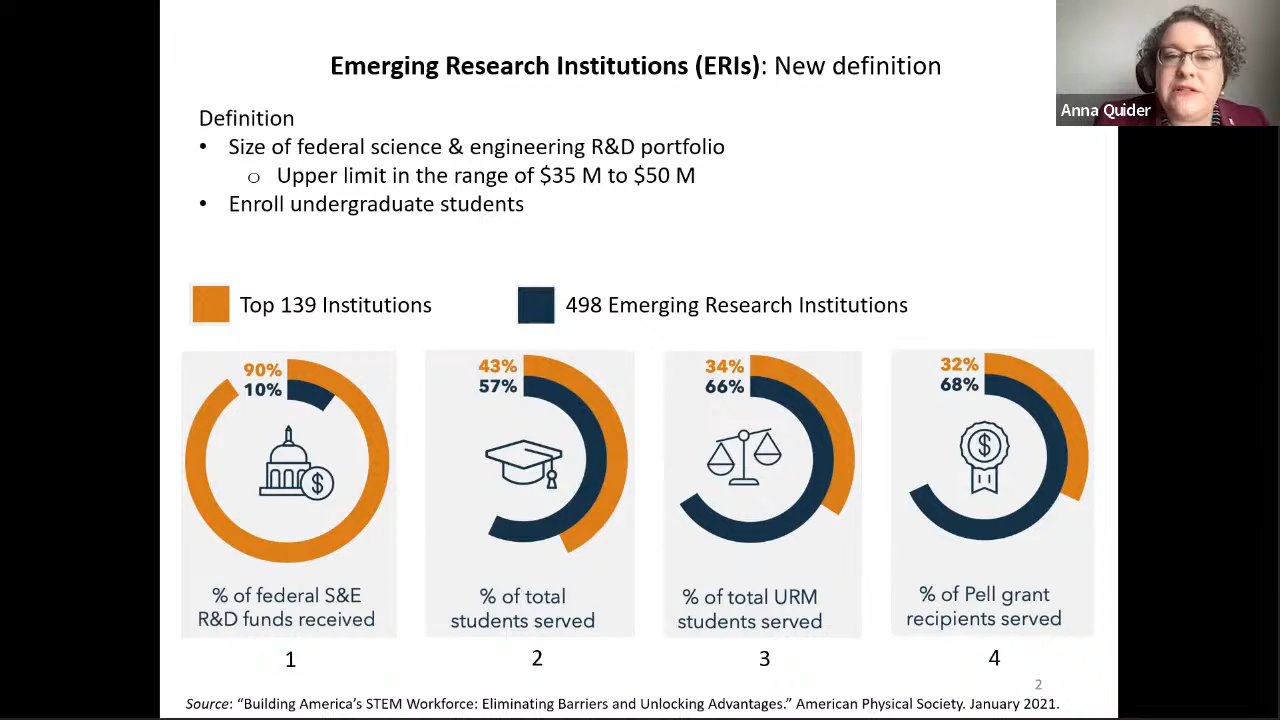 Emerging Research Institutions (ERIs): New definition
Anna Quider
Definition
• Size of federal science & engineering R&D portfolio
o Upper limit in the range of $35 M to $50 M
• Enroll undergraduate students
Top 139 Institutions
498 Emerging Research Institutions
90%
10%
$
% of federal S&E
R&D funds received
1
43%
57%
% of total
students served
2
34%
66%
% of total URM
students served
3
32%
68%
$
% of Pell grant
recipients served
4
2
Source: “Building America’s STEM Workforce: Eliminating Barriers and Unlocking Advantages.” American Physical Society. January 2021.